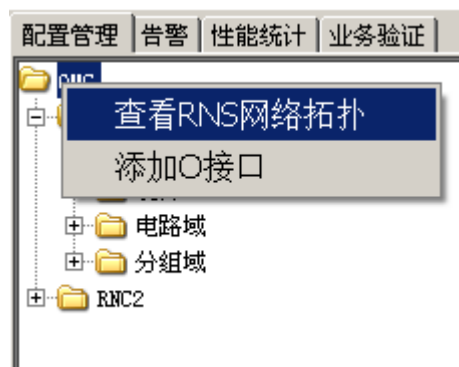 配置管理 告警 性能统计 业务验证
查看RNS网络拓扑
添加O接口
电路域
分组域
RNC2